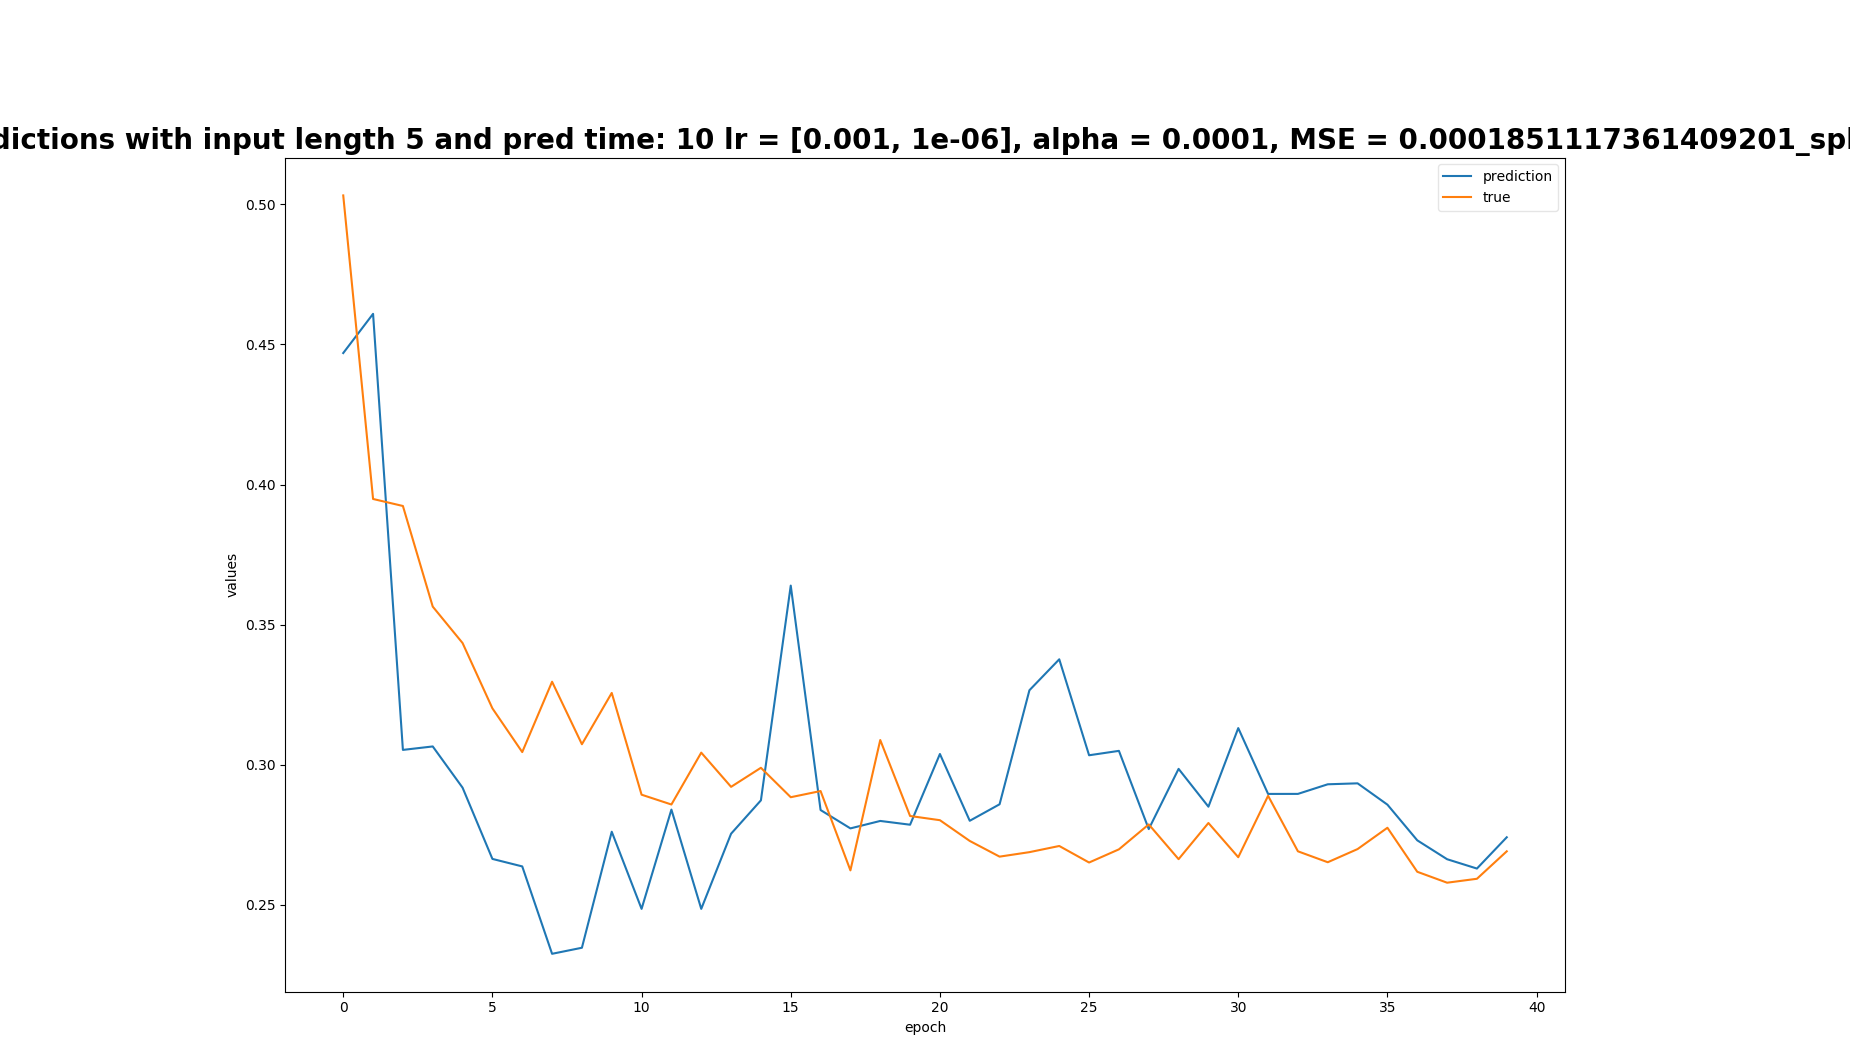 dictions with input length 5 and pred time: 10 lr = [0.001, 1e-06], alpha = 0.0001, MSE = 0.0001851117361409201_spl
prediction
true
0.50
0.45
0.40
0.35
0.30
0.25
values
0 5 10 15 20 25 30 35 40
epoch